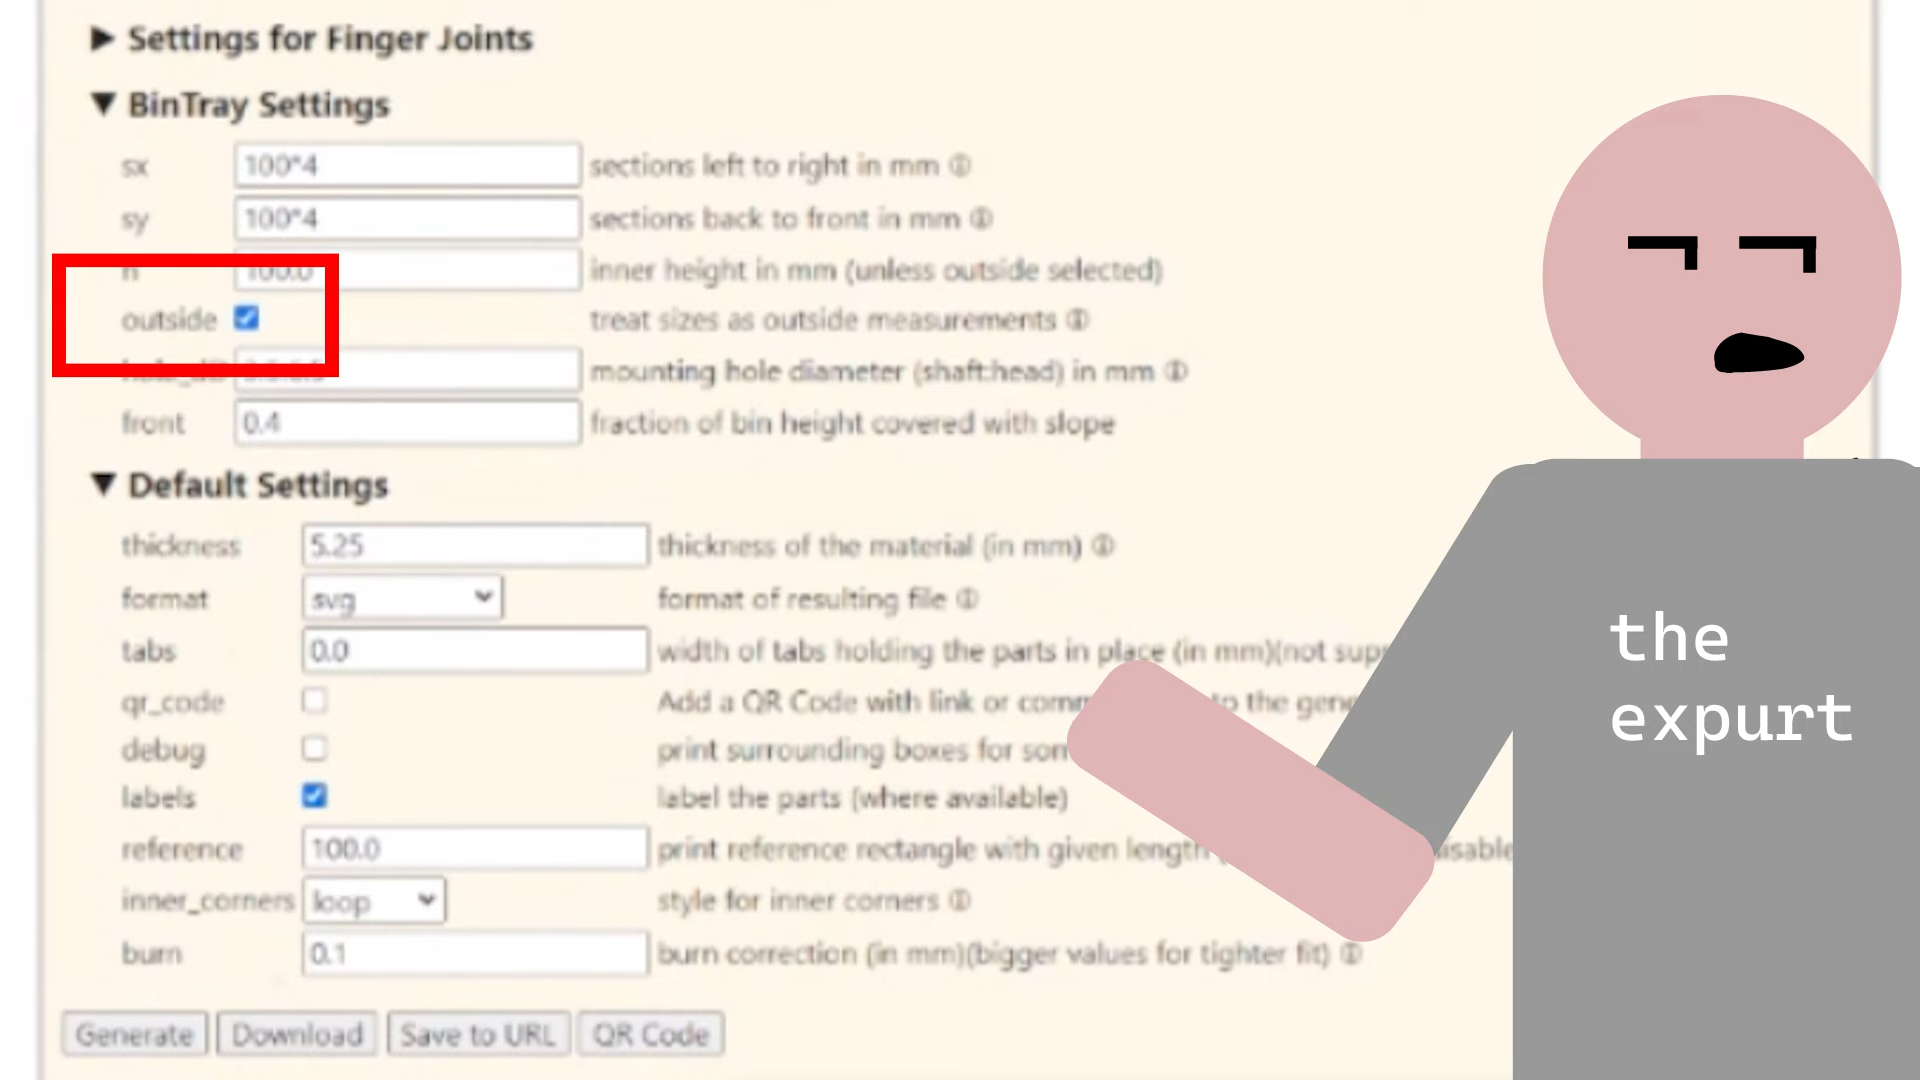 ▶ Settings for Finger Joints
▼ BinTray Settings
sx 100*4 sections left to right in mm 🛈
sy 100*4 sections back to front in mm 🛈
h 100.0 inner height in mm (unless outside selected)
outside treat sizes as outside measurements 🛈
mounting hole diameter (shaft:head) in mm 🛈
front 0.4 fraction of bin height covered with slope
▼ Default Settings
thickness 5.25 thickness of the material (in mm) 🛈
format svg format of resulting file 🛈
tabs 0.0 width of tabs holding the parts in place (in mm)(not
qr_code Add a QR Code with link or to the
debug print surrounding boxes for
labels label the parts (where available)
reference 100.0 print reference rectangle with given length
inner_corners loop style for inner corners 🛈
burn 0.1 burn correction (in mm)(bigger values for tighter fit) 🛈
Generate Download Save to URL QR Code
the
expurt